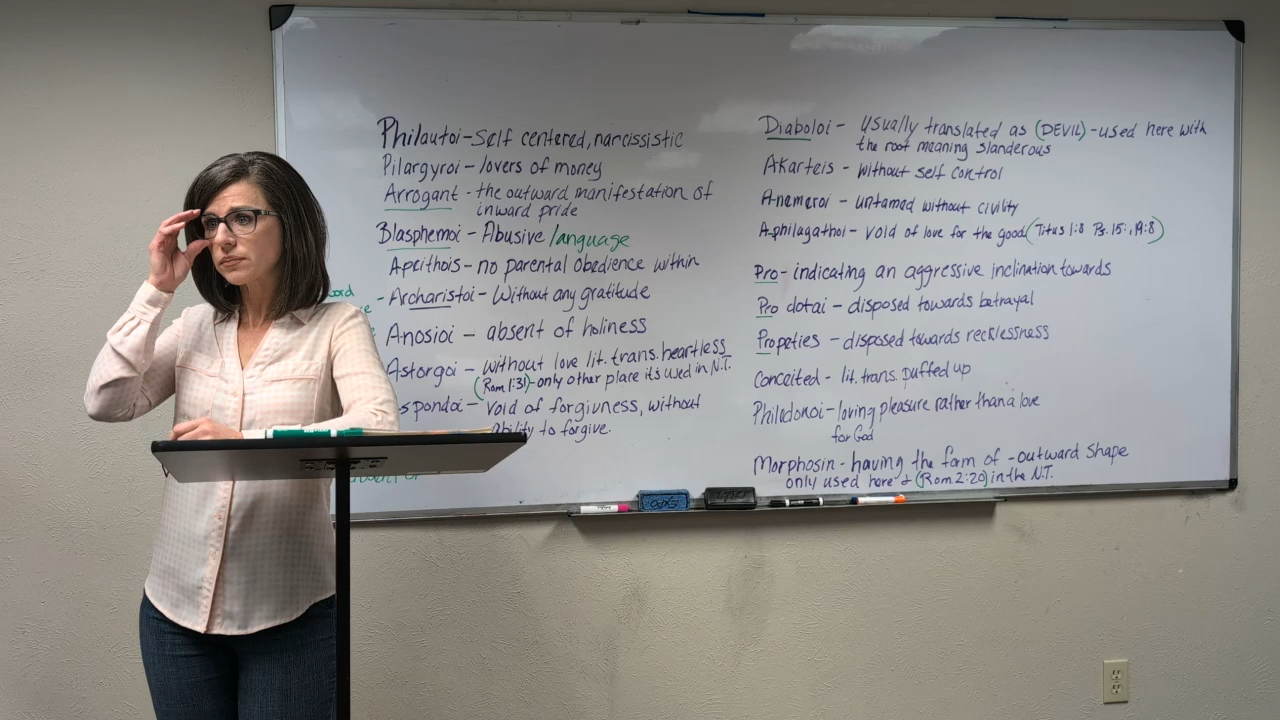 Philautoi - Self centered, narcissistic
Pilargyroi - lovers of money
Arrogant - the outward manifestation of
inward pride
Blasphemoi - Abusive language
Apeithois - no parental obedience within
- Archaristoi - Without any gratitude
Anosioi - absent of holiness
Astorgoi - without love lit. trans. heartless
(Rom 1:31) - only other place its used in N.T.
spondoi - void of forgivness, without
ability to forgive.
Diaboloi - Usually translated as (DEVIL) - used here with
the root meaning slanderous
Akarteis - without self control
Anemeroi - untamed without civility
Aphilagathoi - void of love for the good (Titus 1:8 Ps. 15:, 19:8)
Pro - indicating an aggressive inclination towards
Pro dotai - disposed towards betrayal
Propeties - disposed towards recklessness
Conceited - lit. trans. puffed up
Philedonoi - loving pleasure rather than a love
for God
Morphosin - having the form of - outward shape
only used here & (Rom 2:20) in the N.T.